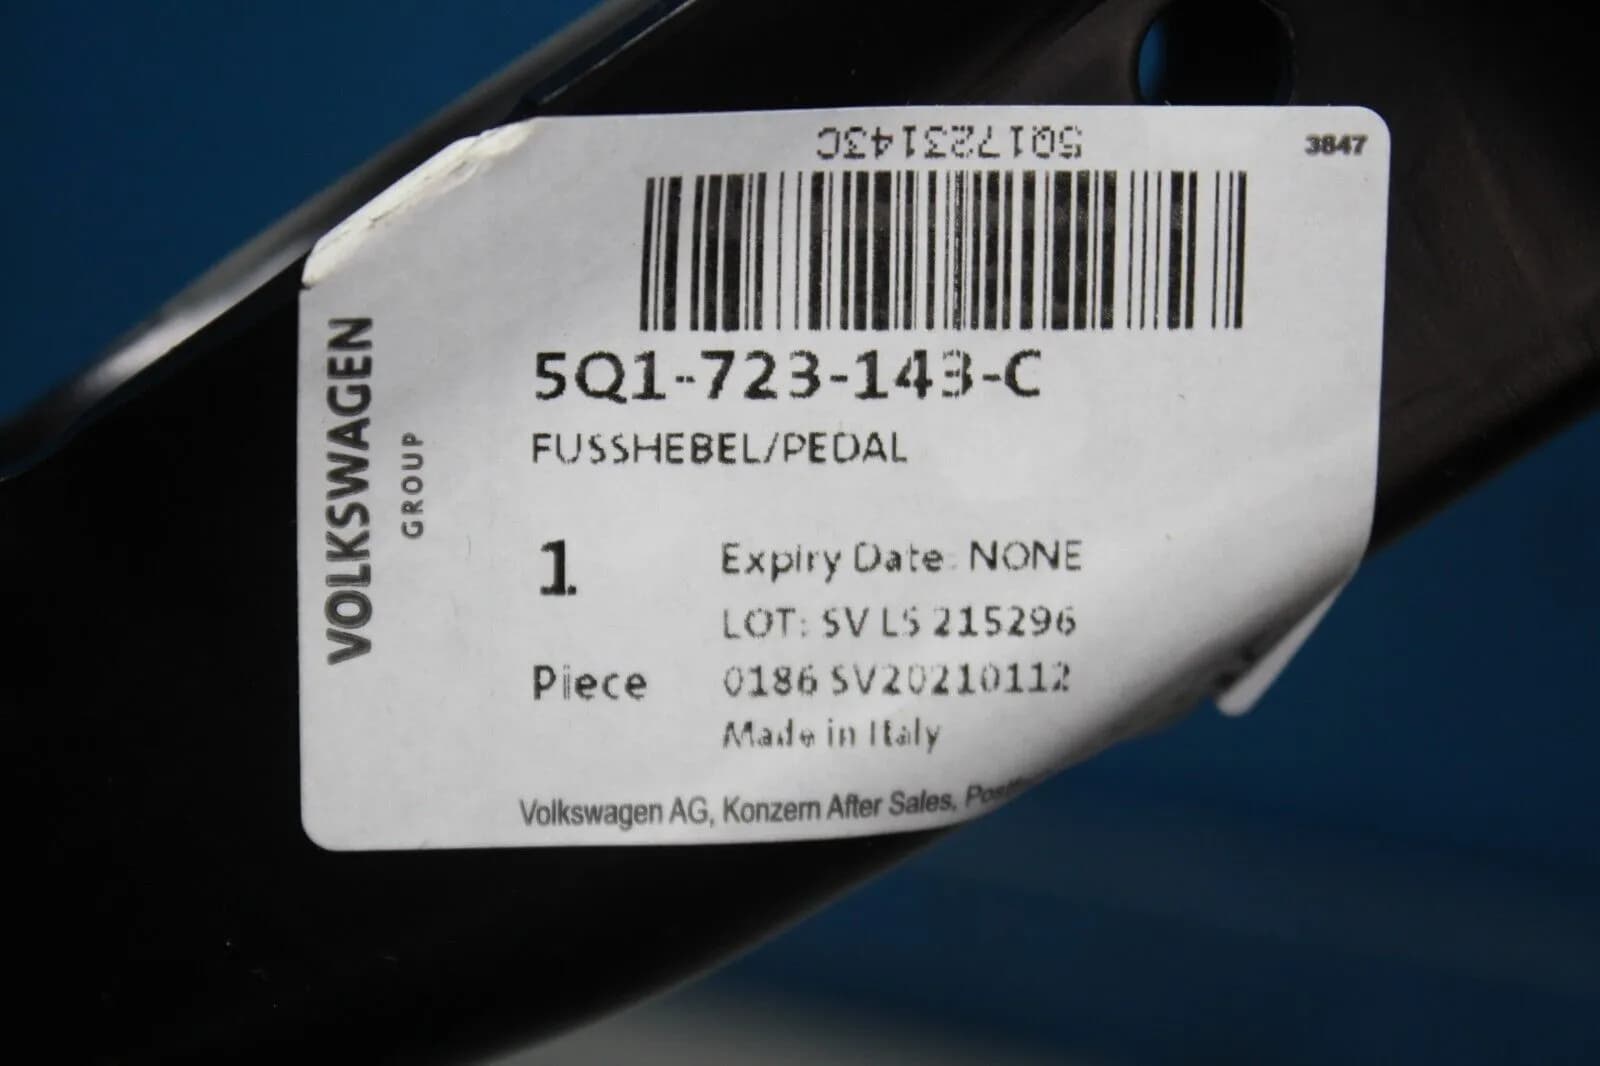 5Q1723143C
3847
VOLKSWAGEN
GROUP
5Q1-723-143-C
FUSSHEBEL/PEDAL
1
Piece
Expiry Date: NONE
LOT: SV LS 215296
0186 SV20210112
Made in Italy
Volkswagen AG, Konzern After Sales,